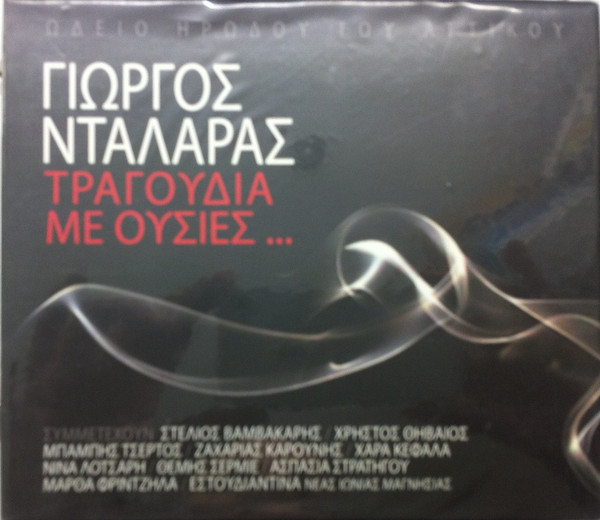 ΩΔΕΙΟ ΗΡΩΔΟΥ ΤΟΥ ΑΤΤΙΚΟΥ
ΓΙΩΡΓΟΣ
ΝΤΑΛΑΡΑΣ
ΤΡΑΓΟΥΔΙΑ
ΜΕ ΟΥΣΙΕΣ ...
ΣΥΜΜΕΤΕΧΟΥΝ ΣΤΕΛΙΟΣ ΒΑΜΒΑΚΑΡΗΣ / ΧΡΗΣΤΟΣ ΘΗΒΑΙΟΣ
ΜΠΑΜΠΗΣ ΤΣΕΡΤΟΣ / ΖΑΧΑΡΙΑΣ ΚΑΡΟΥΝΗΣ / ΧΑΡΑ ΚΕΦΑΛΑ
ΝΙΝΑ ΛΟΤΣΑΡΗ / ΘΕΜΗΣ ΣΕΡΜΙΕ / ΑΣΠΑΣΙΑ ΣΤΡΑΤΗΓΟΥ
ΜΑΡΘΑ ΦΡΙΝΤΖΗΛΑ / ΕΣΤΟΥΔΙΑΝΤΙΝΑ ΝΕΑΣ ΙΩΝΙΑΣ ΜΑΓΝΗΣΙΑΣ